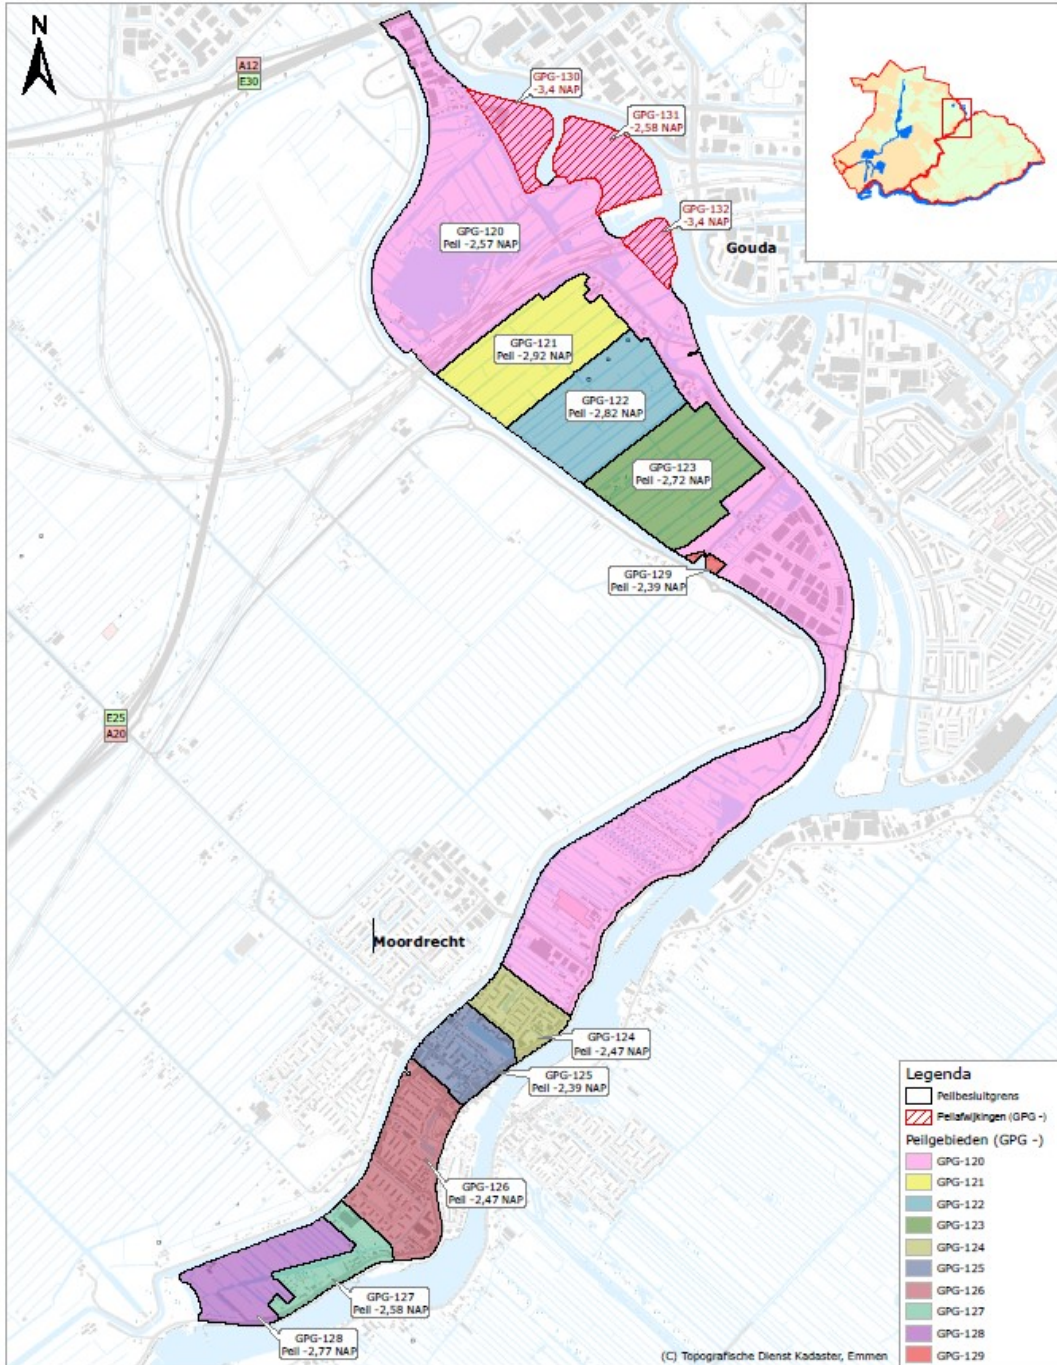 N
A12
E30
GPG-130
-3,4 NAP
GPG-131
-2,58 NAP
GPG-132
-3,4 NAP
Gouda
GPG-120
Peil -2,57 NAP
GPG-121
Peil -2,92 NAP
GPG-122
Peil -2,82 NAP
GPG-123
Peil -2,72 NAP
GPG-129
Peil -2,39 NAP
E25
A20
Moordrecht
GPG-124
Peil -2,47 NAP
GPG-125
Peil -2,39 NAP
GPG-126
Peil -2,47 NAP
GPG-127
Peil -2,58 NAP
GPG-128
Peil -2,77 NAP
Legenda
Peilbesluitgrens
Peilafwijkingen (GPG -)
Peilgebieden (GPG -)
GPG-120
GPG-121
GPG-122
GPG-123
GPG-124
GPG-125
GPG-126
GPG-127
GPG-128
GPG-129
(C) Topografische Dienst Kadaster, Emmen